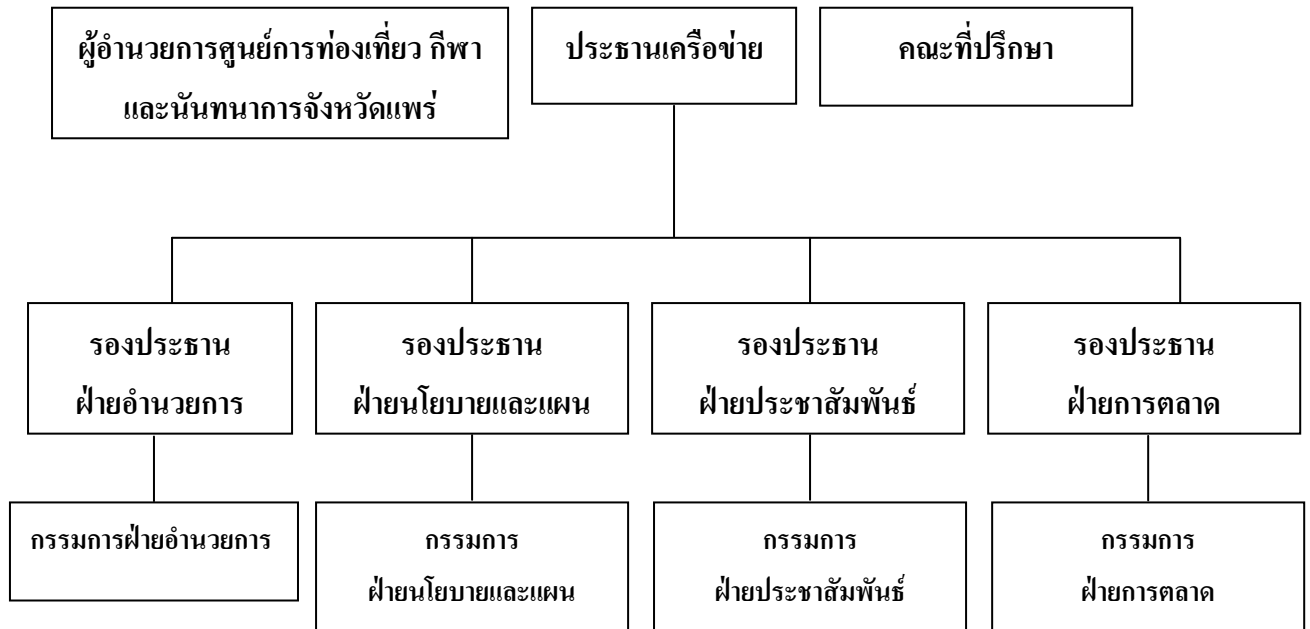 ผู้อำนวยการศูนย์การท่องเที่ยว กีฬา
และนันทนาการจังหวัดแพร่
ประธานเครือข่าย
คณะที่ปรึกษา
รองประธาน
ฝ่ายอำนวยการ
รองประธาน
ฝ่ายนโยบายและแผน
รองประธาน
ฝ่ายประชาสัมพันธ์
รองประธาน
ฝ่ายการตลาด
กรรมการฝ่ายอำนวยการ
กรรมการ
ฝ่ายนโยบายและแผน
กรรมการ
ฝ่ายประชาสัมพันธ์
กรรมการ
ฝ่ายการตลาด